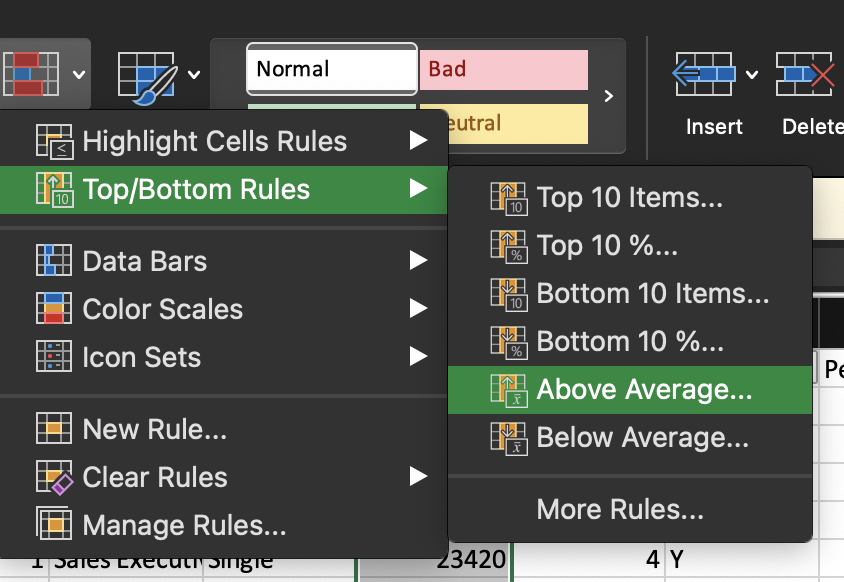 Normal
Bad
eutral
Insert
Delete
Highlight Cells Rules
Top/Bottom Rules
Data Bars
Color Scales
Icon Sets
New Rule...
Clear Rules
Manage Rules...
Top 10 Items...
Top 10 %...
Bottom 10 Items...
Bottom 10 %...
Above Average...
Below Average...
More Rules...
Pe
1 Sales Executiv Single 23420 4 Y